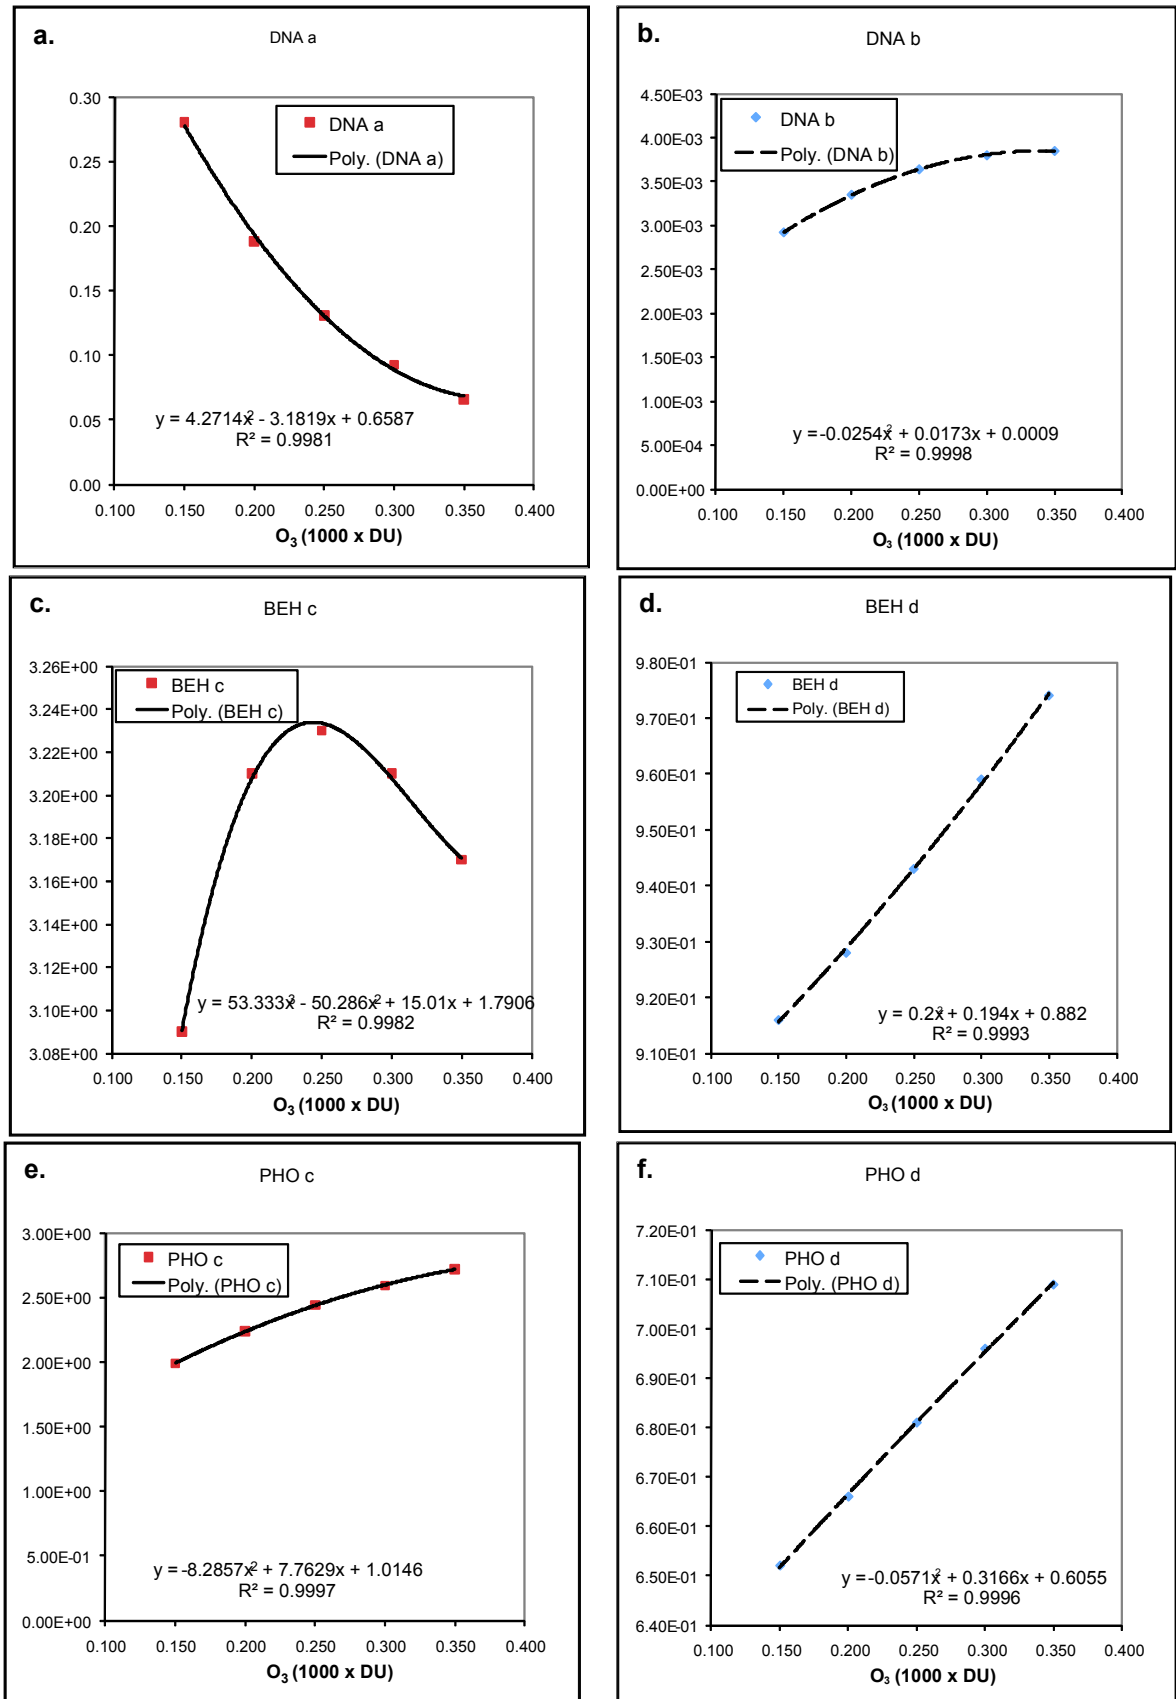 a.
DNA a
0.30
0.25
0.20
0.15
0.10
0.05
0.00
DNA a
Poly. (DNA a)
y = 4.2714x² - 3.1819x + 0.6587
R² = 0.9981
0.100 0.150 0.200 0.250 0.300 0.350 0.400
O₃ (1000 x DU)
b.
DNA b
4.50E-03
4.00E-03
3.50E-03
3.00E-03
2.50E-03
2.00E-03
1.50E-03
1.00E-03
5.00E-04
0.00E+00
DNA b
Poly. (DNA b)
y = -0.0254x² + 0.0173x + 0.0009
R² = 0.9998
0.100 0.150 0.200 0.250 0.300 0.350 0.400
O₃ (1000 x DU)
c.
BEH c
3.26E+00
3.24E+00
3.22E+00
3.20E+00
3.18E+00
3.16E+00
3.14E+00
3.12E+00
3.10E+00
3.08E+00
BEH c
Poly. (BEH c)
y = 53.333x³ - 50.286x² + 15.01x + 1.7906
R² = 0.9982
0.100 0.150 0.200 0.250 0.300 0.350 0.400
O₃ (1000 x DU)
d.
BEH d
9.80E-01
9.70E-01
9.60E-01
9.50E-01
9.40E-01
9.30E-01
9.20E-01
9.10E-01
BEH d
Poly. (BEH d)
y = 0.2x² + 0.194x + 0.882
R² = 0.9993
0.100 0.150 0.200 0.250 0.300 0.350 0.400
O₃ (1000 x DU)
e.
PHO c
3.00E+00
2.50E+00
2.00E+00
1.50E+00
1.00E+00
5.00E-01
0.00E+00
PHO c
Poly. (PHO c)
y = -8.2857x² + 7.7629x + 1.0146
R² = 0.9997
0.100 0.150 0.200 0.250 0.300 0.350 0.400
O₃ (1000 x DU)
f.
PHO d
7.20E-01
7.10E-01
7.00E-01
6.90E-01
6.80E-01
6.70E-01
6.60E-01
6.50E-01
6.40E-01
PHO d
Poly. (PHO d)
y = -0.0571x² + 0.3166x + 0.6055
R² = 0.9996
0.100 0.150 0.200 0.250 0.300 0.350 0.400
O₃ (1000 x DU)